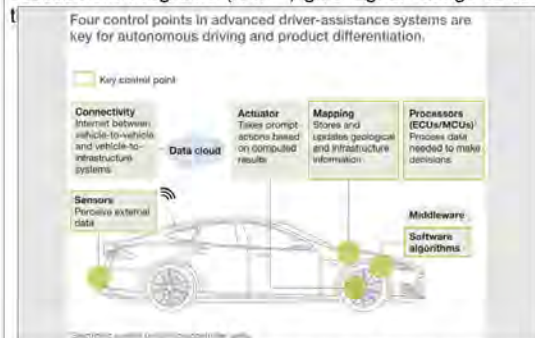 Four control points in advanced driver-assistance systems are
key for autonomous driving and product differentiation.
Key control point
Connectivity
Internet between
vehicle-to-vehicle
and vehicle-to-
infrastructure
systems
Data cloud
Actuator
Takes prompt
actions based
on computed
results
Mapping
Stores and
updates geological
and infrastructure
information
Processors
(ECUs/MCUs)
Process data
needed to make
decisions
Sensors
Perceive external
data
Middleware
Software
algorithms